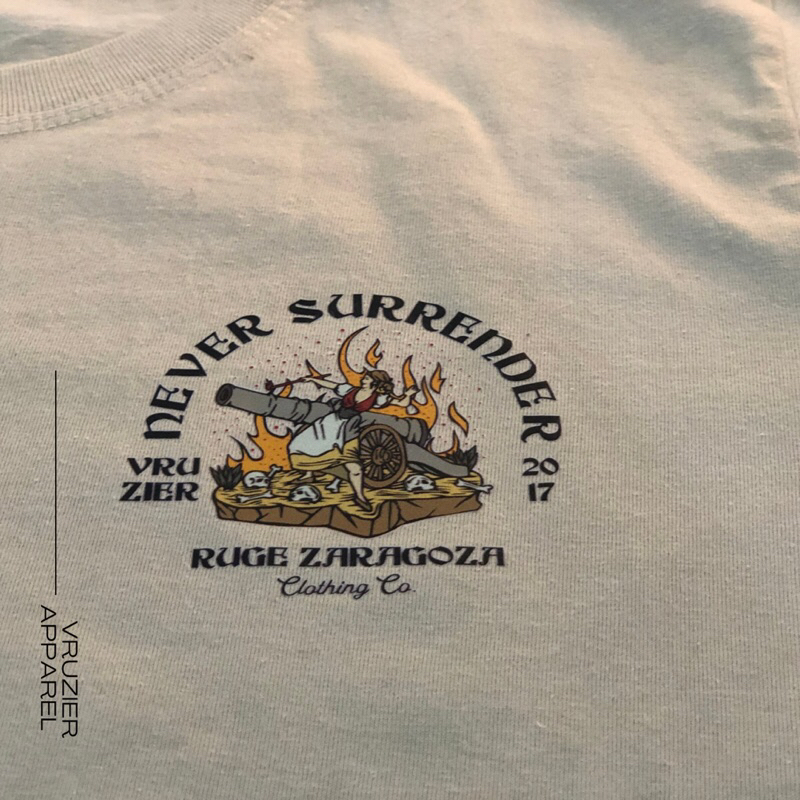 NEVER SURRENDER
VRU
ZIER
20
17
RUGE ZARAGOZA
Clothing Co.
VRUZIER
APPAREL